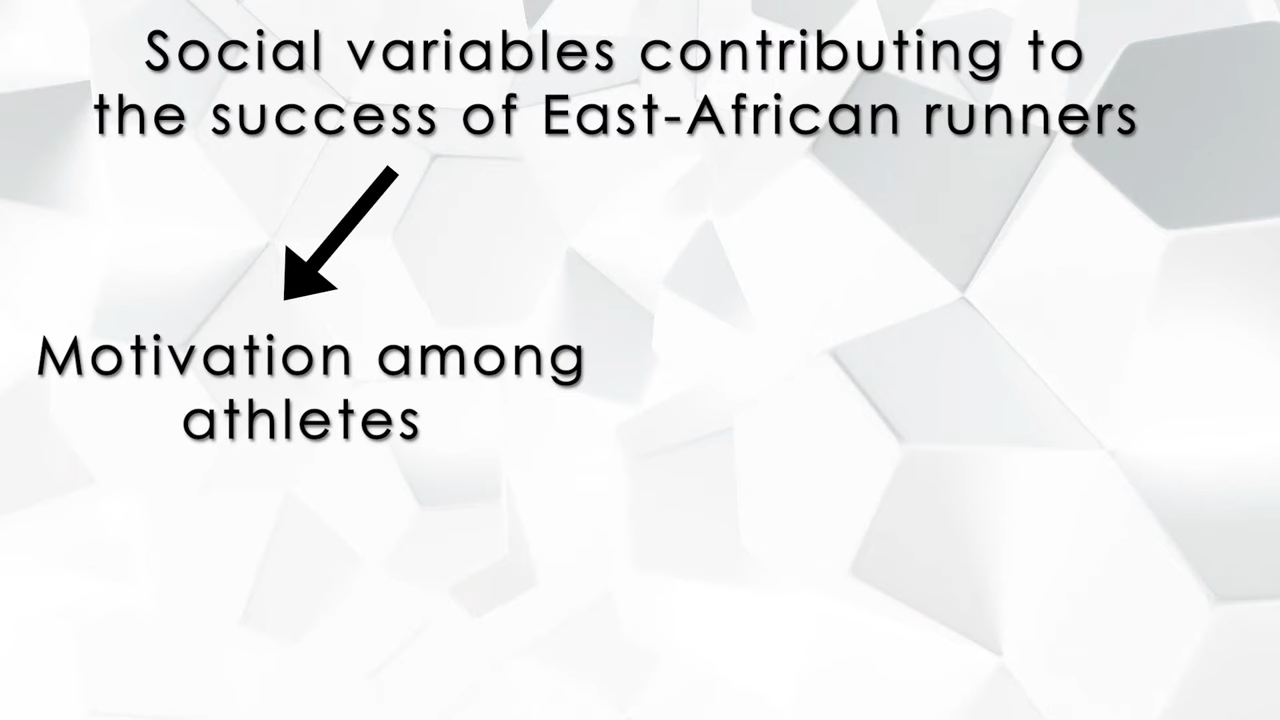 Social variables contributing to
the success of East-African runners
Motivation among
athletes